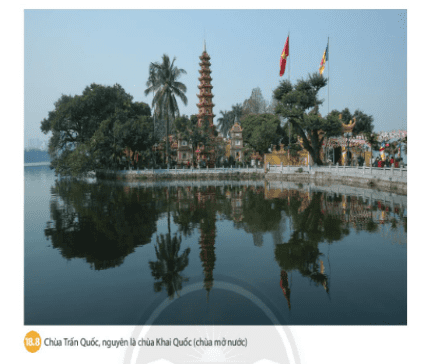 18.8 Chùa Trấn Quốc, nguyên là chùa Khai Quốc (chùa mở nước)